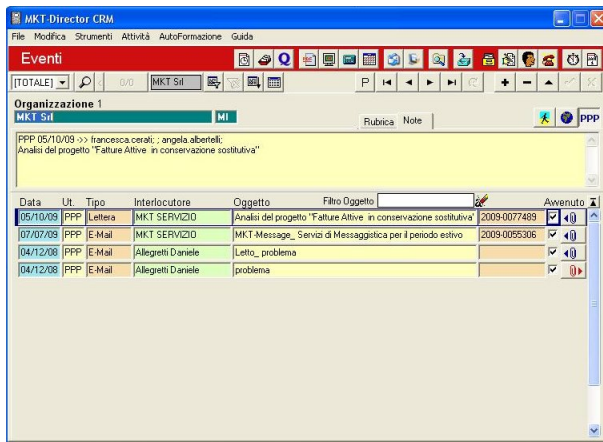 MKT-Director CRM
File Modifica Strumenti Attività AutoFormazione Guida
Eventi
[TOTALE] 0/0 MKT Srl P
Organizzazione 1
MKT Srl MI Rubrica Note PPP
PPP 05/10/09 ->> francesca.cerati; ; angela.albertelli;
Analisi del progetto "Fatture Attive in conservazione sostitutiva"
Data Ut. Tipo Interlocutore Oggetto Filtro Oggetto Avvenuto
05/10/09 PPP Lettera MKT SERVIZIO Analisi del progetto "Fatture Attive in conservazione sostitutiva" 2009-0077489
07/07/09 PPP E-Mail MKT SERVIZIO MKT-Message_ Servizi di Messaggistica per il periodo estivo 2009-0055306
04/12/08 PPP E-Mail Allegretti Daniele Letto_ problema
04/12/08 PPP E-Mail Allegretti Daniele problema